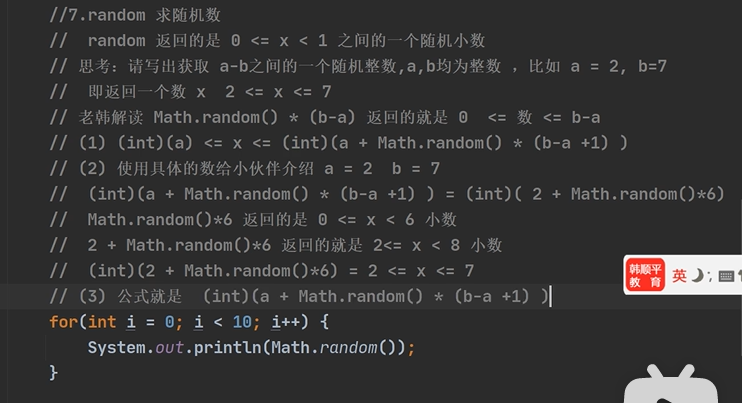 //7.random 求随机数
//  random 返回的是 0 <= x < 1 之间的一个随机小数
// 思考：请写出获取 a-b之间的一个随机整数,a,b均为整数 ，比如 a = 2, b=7
//  即返回一个数 x  2 <= x <= 7
// 老韩解读 Math.random() * (b-a) 返回的就是 0  <= 数 <= b-a
// (1) (int)(a) <= x <= (int)(a + Math.random() * (b-a +1) )
// (2) 使用具体的数给小伙伴介绍 a = 2  b = 7
//  (int)(a + Math.random() * (b-a +1) ) = (int)( 2 + Math.random()*6)
//  Math.random()*6 返回的是 0 <= x < 6 小数
//  2 + Math.random()*6 返回的就是 2<= x < 8 小数
//  (int)(2 + Math.random()*6) = 2 <= x <= 7
// (3) 公式就是  (int)(a + Math.random() * (b-a +1) )
for(int i = 0; i < 10; i++) {
    System.out.println(Math.random());
}
韩顺平
教育
英